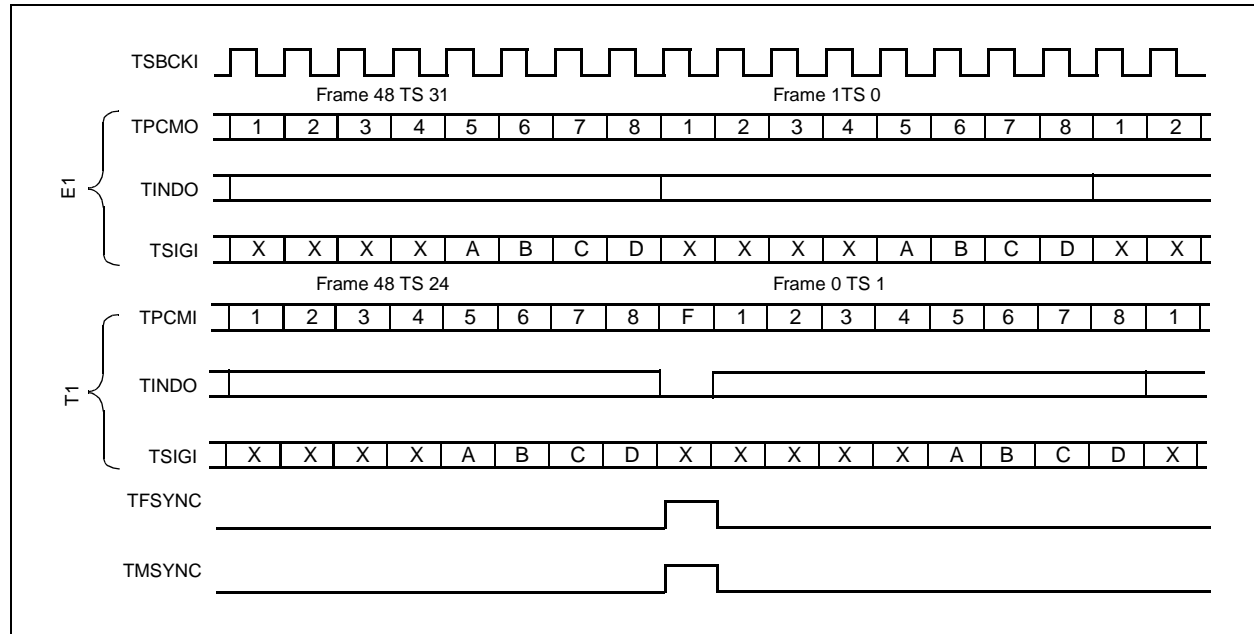 TSBCKI
Frame 48 TS 31 Frame 1TS 0
E1
TPCMO 1 2 3 4 5 6 7 8 1 2 3 4 5 6 7 8 1 2
TINDO
TSIGI X X X X A B C D X X X X A B C D X X
Frame 48 TS 24 Frame 0 TS 1
T1
TPCMI 1 2 3 4 5 6 7 8 F 1 2 3 4 5 6 7 8 1
TINDO
TSIGI X X X X A B C D X X X X X A B C D X
TFSYNC
TMSYNC